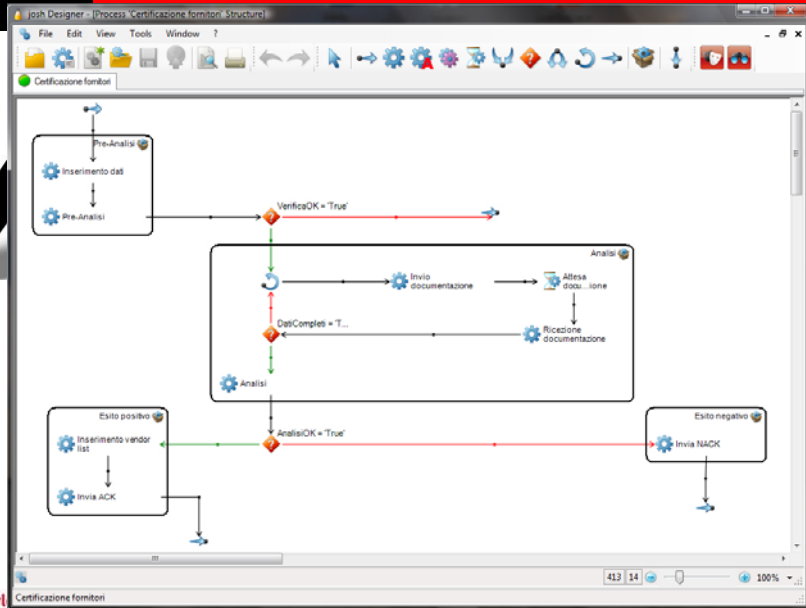 josh Designer - [Process 'Certificazione fornitori' Structure]
File Edit View Tools Window ?
Certificazione fornitori
Pre-Analisi
Inserimento dati
Pre-Analisi
VerificaOK = 'True'
Analisi
Invio
documentazione
Attesa
docu...ione
DatiCompleti = 'T...
Ricezione
documentazione
Analisi
Esito positivo
Inserimento vendor
list
Invia ACK
AnalisiOK = 'True'
Esito negativo
Invia NACK
413 14 100%
Certificazione fornitori